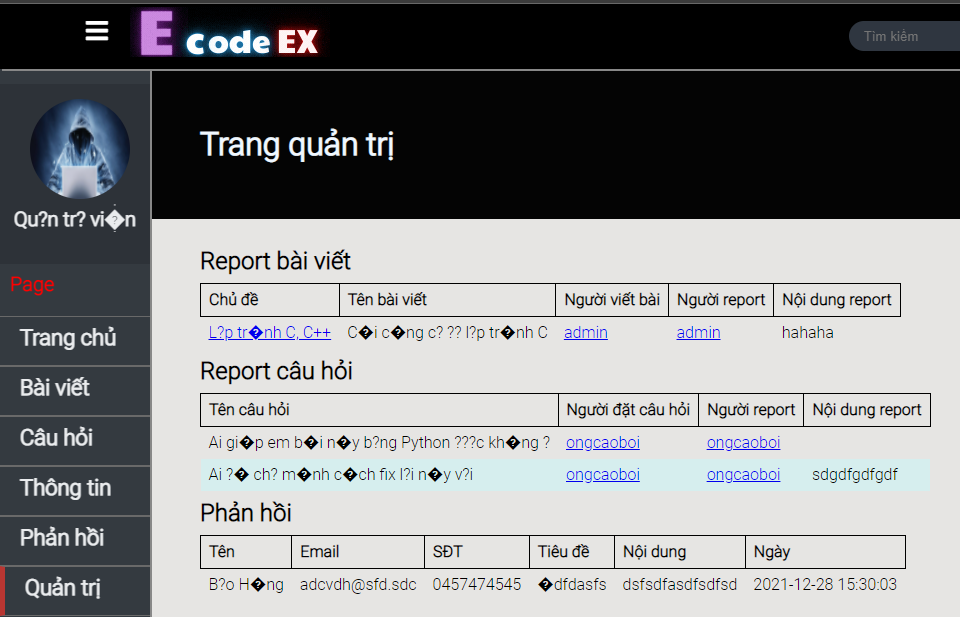 E code EX
Tìm kiếm
Trang quản trị
Qu?n tr? vi�n
Page
Trang chủ
Bài viết
Câu hỏi
Thông tin
Phản hồi
Quản trị
Report bài viết
Chủ đề Tên bài viết Người viết bài Người report Nội dung report
L?p tr�nh C, C++ C�i c�ng c? ?? l?p tr�nh C admin admin hahaha
Report câu hỏi
Tên câu hỏi Người đặt câu hỏi Người report Nội dung report
Ai gi�p em b�i n�y b?ng Python ???c kh�ng ? ongcaoboi ongcaoboi
Ai ?� ch? m�nh c�ch fix l?i n�y v?i ongcaoboi ongcaoboi sdgdfgdfgdf
Phản hồi
Tên Email SĐT Tiêu đề Nội dung Ngày
B?o H�ng adcvdh@sfd.sdc 0457474545 �dfdasfs dsfsdfasdfsdfsd 2021-12-28 15:30:03